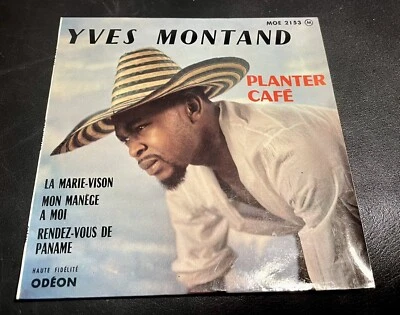 MOE 2153 M
YVES MONTAND
PLANTER
CAFÉ
LA MARIE-VISON
MON MANÈGE
A MOI
RENDEZ-VOUS DE
PANAME
HAUTE FIDÉLITÉ
ODÉON